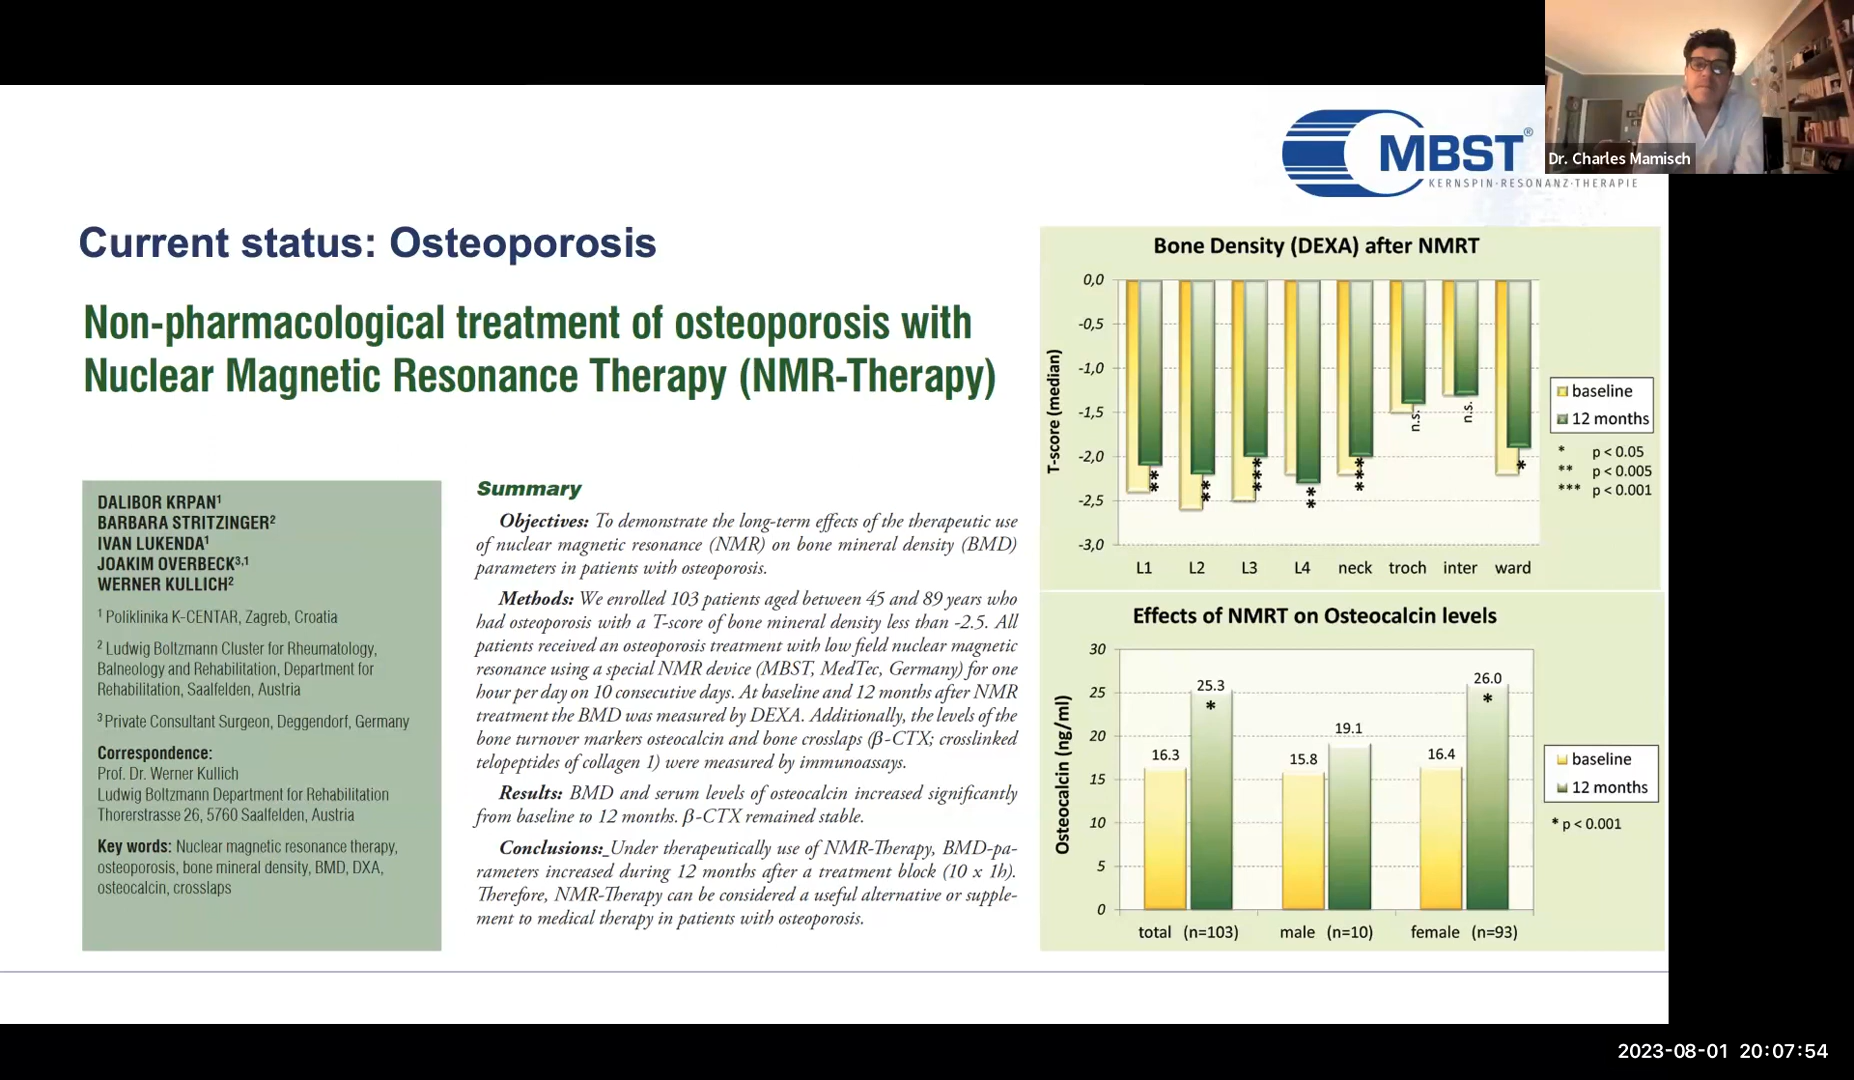 MBST®
KERNSPIN·RESONANZ·THERAPIE
Dr. Charles Mamisch
Current status: Osteoporosis
Non-pharmacological treatment of osteoporosis with
Nuclear Magnetic Resonance Therapy (NMR-Therapy)
DALIBOR KRPAN¹
BARBARA STRITZINGER²
IVAN LUKENDA¹
JOAKIM OVERBECK³,¹
WERNER KULLICH²
¹ Poliklinika K-CENTAR, Zagreb, Croatia
² Ludwig Boltzmann Cluster for Rheumatology,
Balneology and Rehabilitation, Department for
Rehabilitation, Saalfelden, Austria
³ Private Consultant Surgeon, Deggendorf, Germany
Correspondence:
Prof. Dr. Werner Kullich
Ludwig Boltzmann Department for Rehabilitation
Thorerstrasse 26, 5760 Saalfelden, Austria
Key words: Nuclear magnetic resonance therapy,
osteoporosis, bone mineral density, BMD, DXA,
osteocalcin, crosslaps
Summary
Objectives: To demonstrate the long-term effects of the therapeutic use
of nuclear magnetic resonance (NMR) on bone mineral density (BMD)
parameters in patients with osteoporosis.
Methods: We enrolled 103 patients aged between 45 and 89 years who
had osteoporosis with a T-score of bone mineral density less than -2.5. All
patients received an osteoporosis treatment with low field nuclear magnetic
resonance using a special NMR device (MBST, MedTec, Germany) for one
hour per day on 10 consecutive days. At baseline and 12 months after NMR
treatment the BMD was measured by DEXA. Additionally, the levels of the
bone turnover markers osteocalcin and bone crosslaps (β-CTX; crosslinked
telopeptides of collagen 1) were measured by immunoassays.
Results: BMD and serum levels of osteocalcin increased significantly
from baseline to 12 months. β-CTX remained stable.
Conclusions: Under therapeutically use of NMR-Therapy, BMD-pa-
rameters increased during 12 months after a treatment block (10 x 1h).
Therefore, NMR-Therapy can be considered a useful alternative or supple-
ment to medical therapy in patients with osteoporosis.
Bone Density (DEXA) after NMRT
T-score (median)
0,0
-0,5
-1,0
-1,5
-2,0
-2,5
-3,0
**
**
***
**
***
n.s.
n.s.
*
L1 L2 L3 L4 neck troch inter ward
baseline
12 months
* p < 0.05
** p < 0.005
*** p < 0.001
Effects of NMRT on Osteocalcin levels
Osteocalcin (ng/ml)
30
25
20
15
10
5
0
16.3 25.3 *
15.8 19.1
16.4 26.0 *
total (n=103) male (n=10) female (n=93)
baseline
12 months
* p < 0.001
2023-08-01 20:07:54